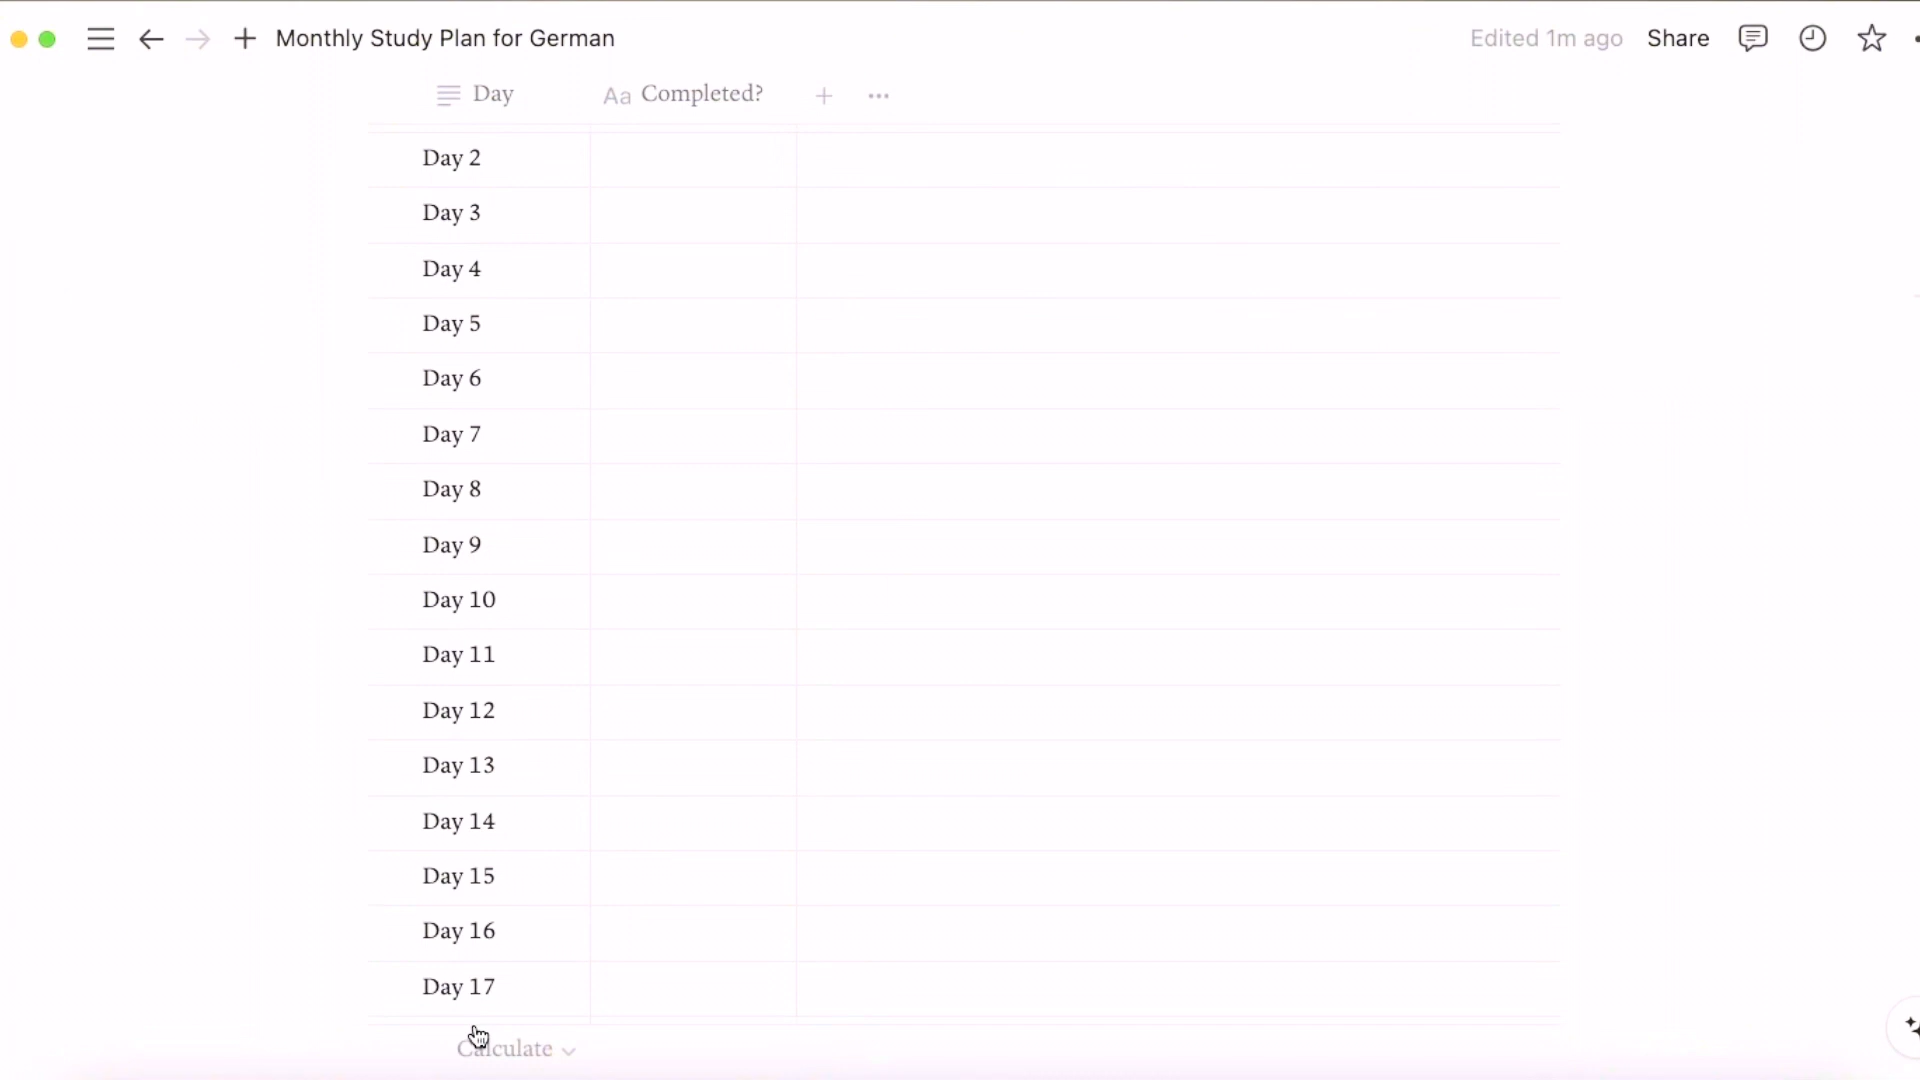 Monthly Study Plan for German
Edited 1m ago Share
Day Aa Completed?
Day 2
Day 3
Day 4
Day 5
Day 6
Day 7
Day 8
Day 9
Day 10
Day 11
Day 12
Day 13
Day 14
Day 15
Day 16
Day 17
Calculate